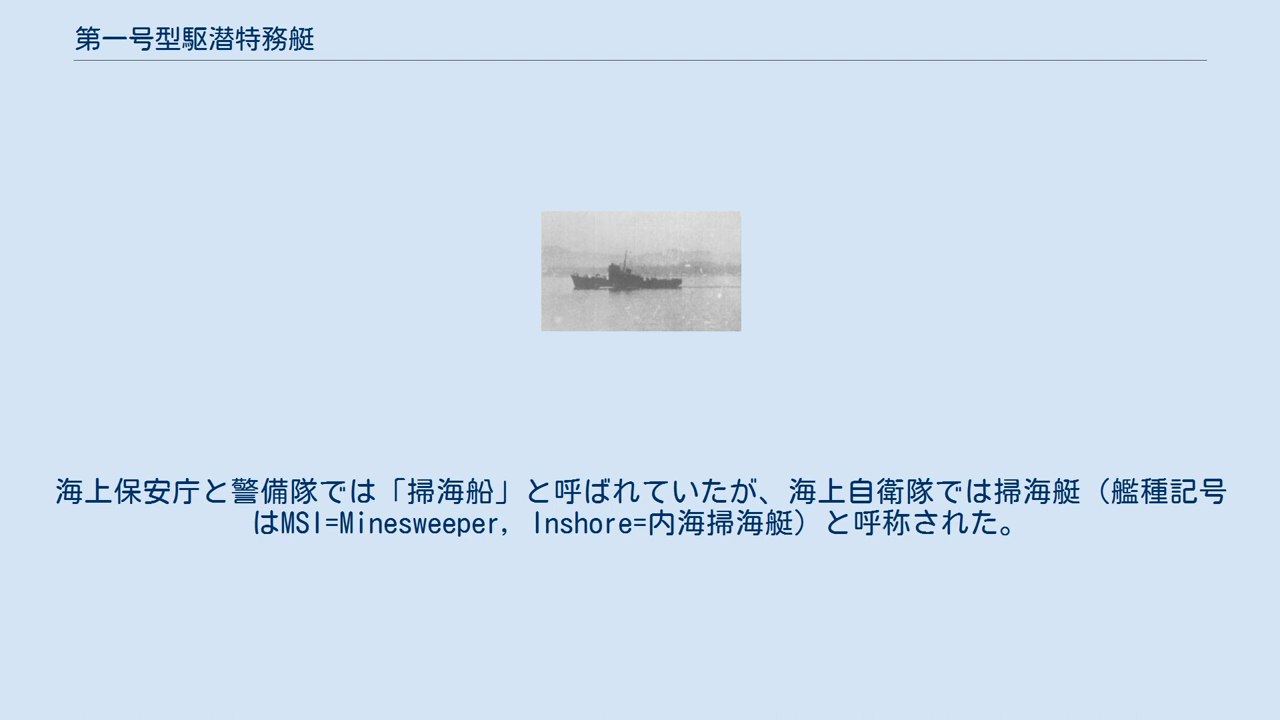 第一号型駆潜特務艇
海上保安庁と警備隊では「掃海船」と呼ばれていたが、海上自衛隊では掃海艇（艦種記号
はMSI=Minesweeper, Inshore=内海掃海艇）と呼称された。